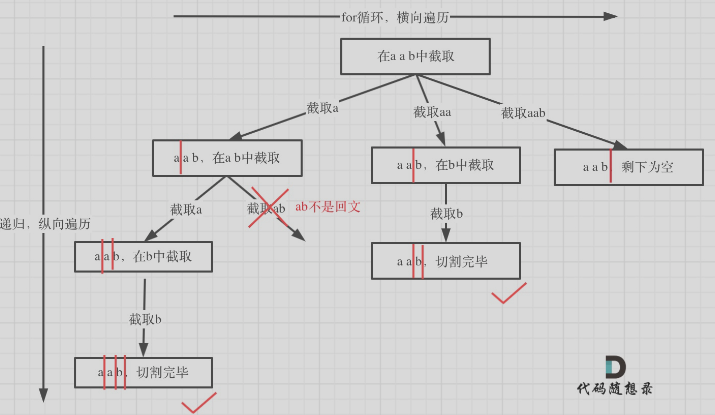 for循环，横向遍历
在a a b中截取
截取a
截取aa
截取aab
a a b，在a b中截取
a a b，在b中截取
a a b 剩下为空
截取a
截取ab
ab不是回文
截取b
递归，纵向遍历
a a b，在b中截取
a a b，切割完毕
截取b
a a b，切割完毕
代码随想录